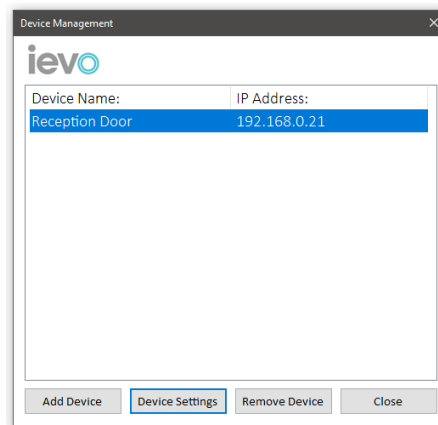 Device Management
ievo
Device Name: IP Address:
Reception Door 192.168.0.21
Add Device Device Settings Remove Device Close